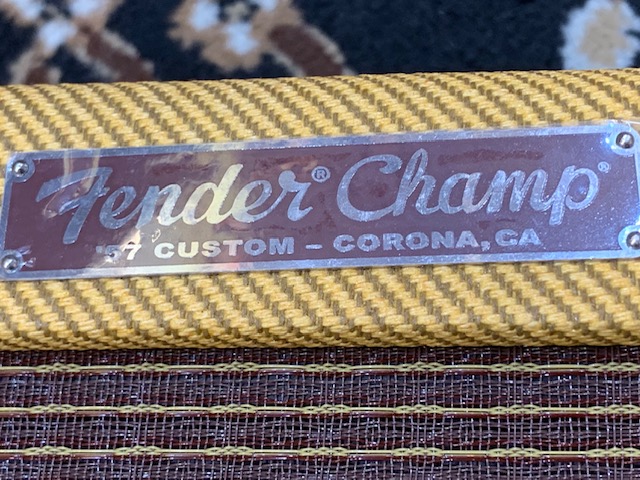 Fender® Champ®
'57 CUSTOM – CORONA, CA